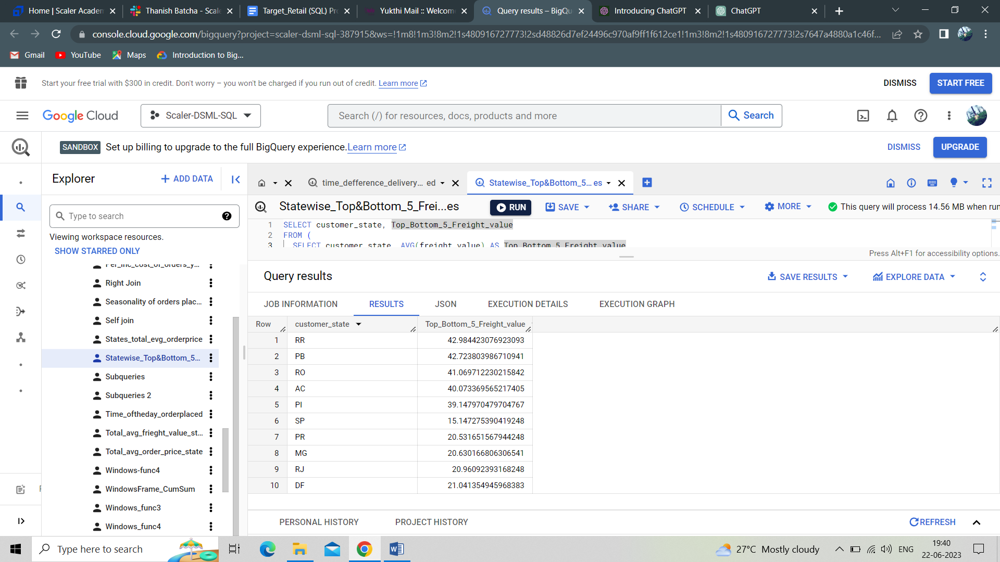 Home | Scaler Academ
Thanish Batcha - Scale
Target_Retail (SQL) Pr
Yukthi Mail :: Welcome
Query results – BigQu
Introducing ChatGPT
ChatGPT
console.cloud.google.com/bigquery?project=scaler-dsml-sql-387915&ws=!1m8!1m3!8m2!1s480916727773!2sd48826d7ef24496c970af9ff1f612ce1!1m3!8m2!1s480916727773!2s7647a4880a1c46f...
Gmail
YouTube
Maps
Introduction to Big...
Start your free trial with $300 in credit. Don't worry – you won't be charged if you run out of credit. Learn more
DISMISS
START FREE
Google Cloud
Scaler-DSML-SQL
Search (/) for resources, docs, products and more
Search
SANDBOX Set up billing to upgrade to the full BigQuery experience. Learn more
DISMISS
UPGRADE
Explorer
+ ADD DATA
time_defference_delivery... ed
Statewise_Top&Bottom_5... es
Type to search
Viewing workspace resources.
SHOW STARRED ONLY
Per_inc_cost_of_orders_y...
Right Join
Seasonality of orders plac...
Self join
States_total_evg_orderprice
Statewise_Top&Bottom_5...
Subqueries
Subqueries 2
Time_oftheday_orderplaced
Total_avg_frieght_value_st...
Total_avg_order_price_state
Windows-func4
WindowsFrame_CumSum
Windows_func3
Windows_func4
Statewise_Top&Bottom_5_Frei...es
RUN
SAVE
SHARE
SCHEDULE
MORE
This query will process 14.56 MB when run
1 SELECT customer_state, Top_Bottom_5_Freight_value
2 FROM (
3 SELECT customer_state, AVG(freight_value) AS Top_Bottom_5_Freight_value
Press Alt+F1 for accessibility options.
Query results
SAVE RESULTS
EXPLORE DATA
JOB INFORMATION
RESULTS
JSON
EXECUTION DETAILS
EXECUTION GRAPH
Row customer_state Top_Bottom_5_Freight_value
1 RR 42.984423076923093
2 PB 42.723803986710941
3 RO 41.069712230215842
4 AC 40.073369565217405
5 PI 39.147970479704767
6 SP 15.147275390419248
7 PR 20.531651567944248
8 MG 20.630166806306541
9 RJ 20.96092393168248
10 DF 21.041354945968383
PERSONAL HISTORY
PROJECT HISTORY
REFRESH
Type here to search
27°C Mostly cloudy
ENG
19:40
22-06-2023